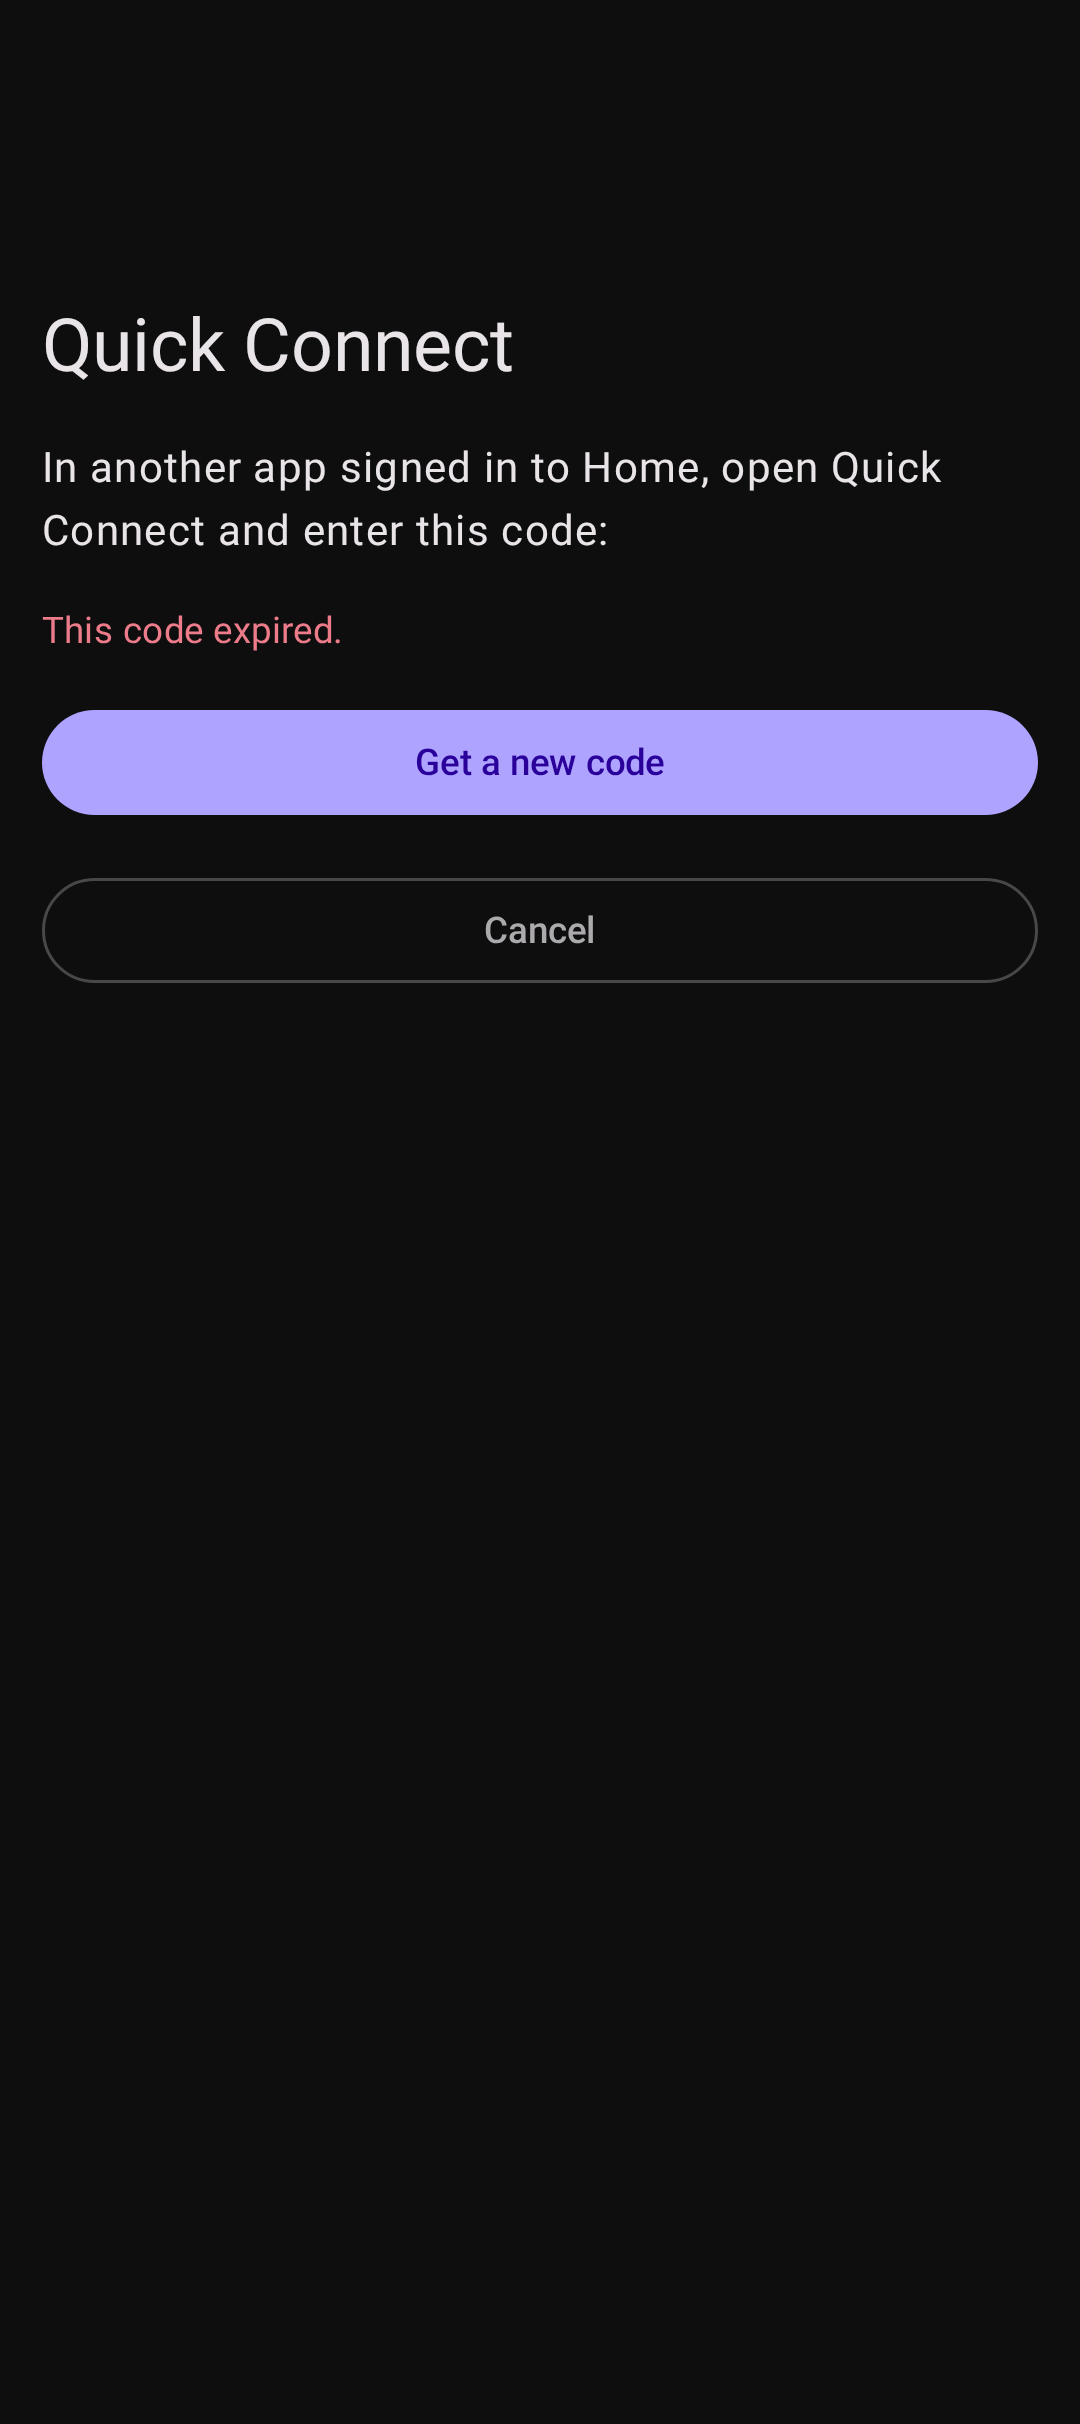 Quick Connect
In another app signed in to Home, open Quick
Connect and enter this code:
This code expired.
Get a new code
Cancel